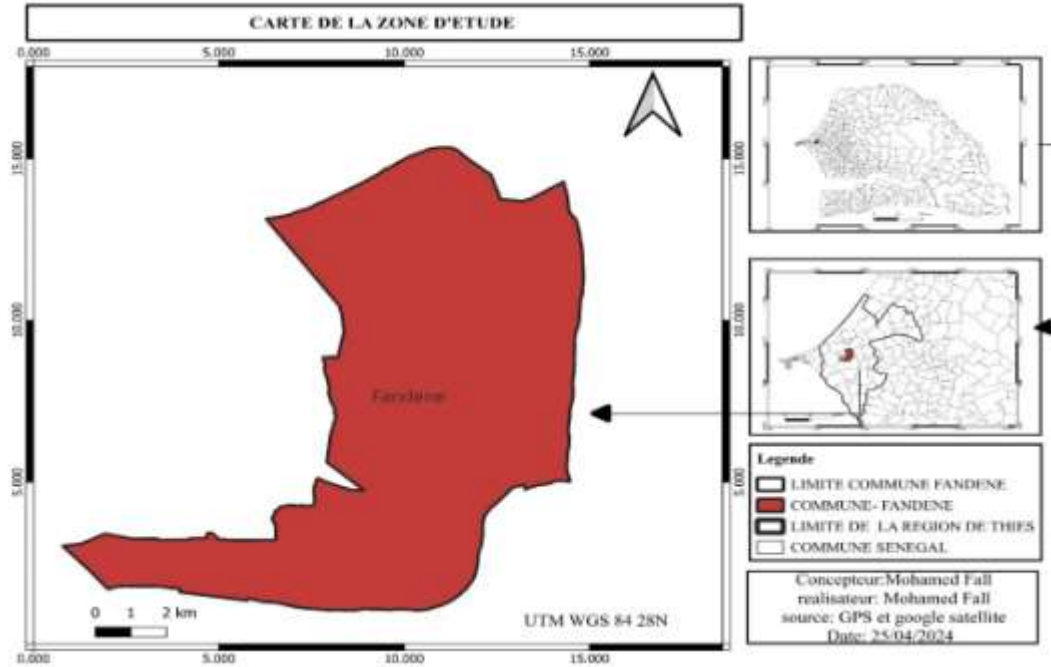 CARTE DE LA ZONE D'ETUDE
0.000 5.000 10.000 15.000
15.000
15.000
10.000
10.000
Fandene
5.000
5.000
0 1 2 km
UTM WGS 84 28N
0.000 5.000 10.000 15.000
Legende
LIMITE COMMUNE FANDENE
COMMUNE- FANDENE
LIMITE DE LA REGION DE THIES
COMMUNE SENEGAL
Concepteur:Mohamed Fall
realisateur: Mohamed Fall
source: GPS et google satellite
Date: 25/04/2024